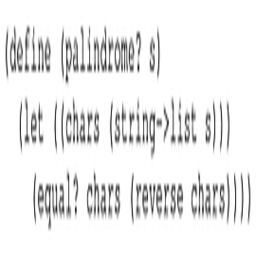 (define (palindrome? s)
(let ((chars (string->list s)))
(equal? chars (reverse chars))))